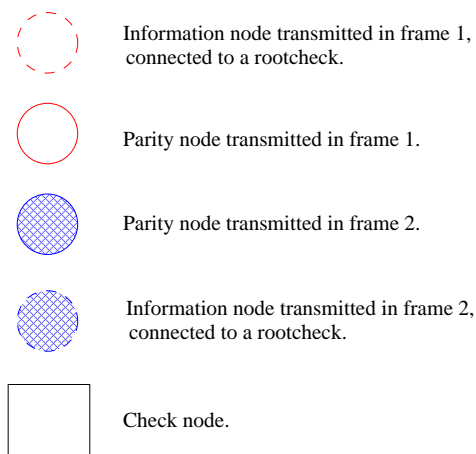 Information node transmitted in frame 1,
connected to a rootcheck.
Parity node transmitted in frame 1.
Parity node transmitted in frame 2.
Information node transmitted in frame 2,
connected to a rootcheck.
Check node.